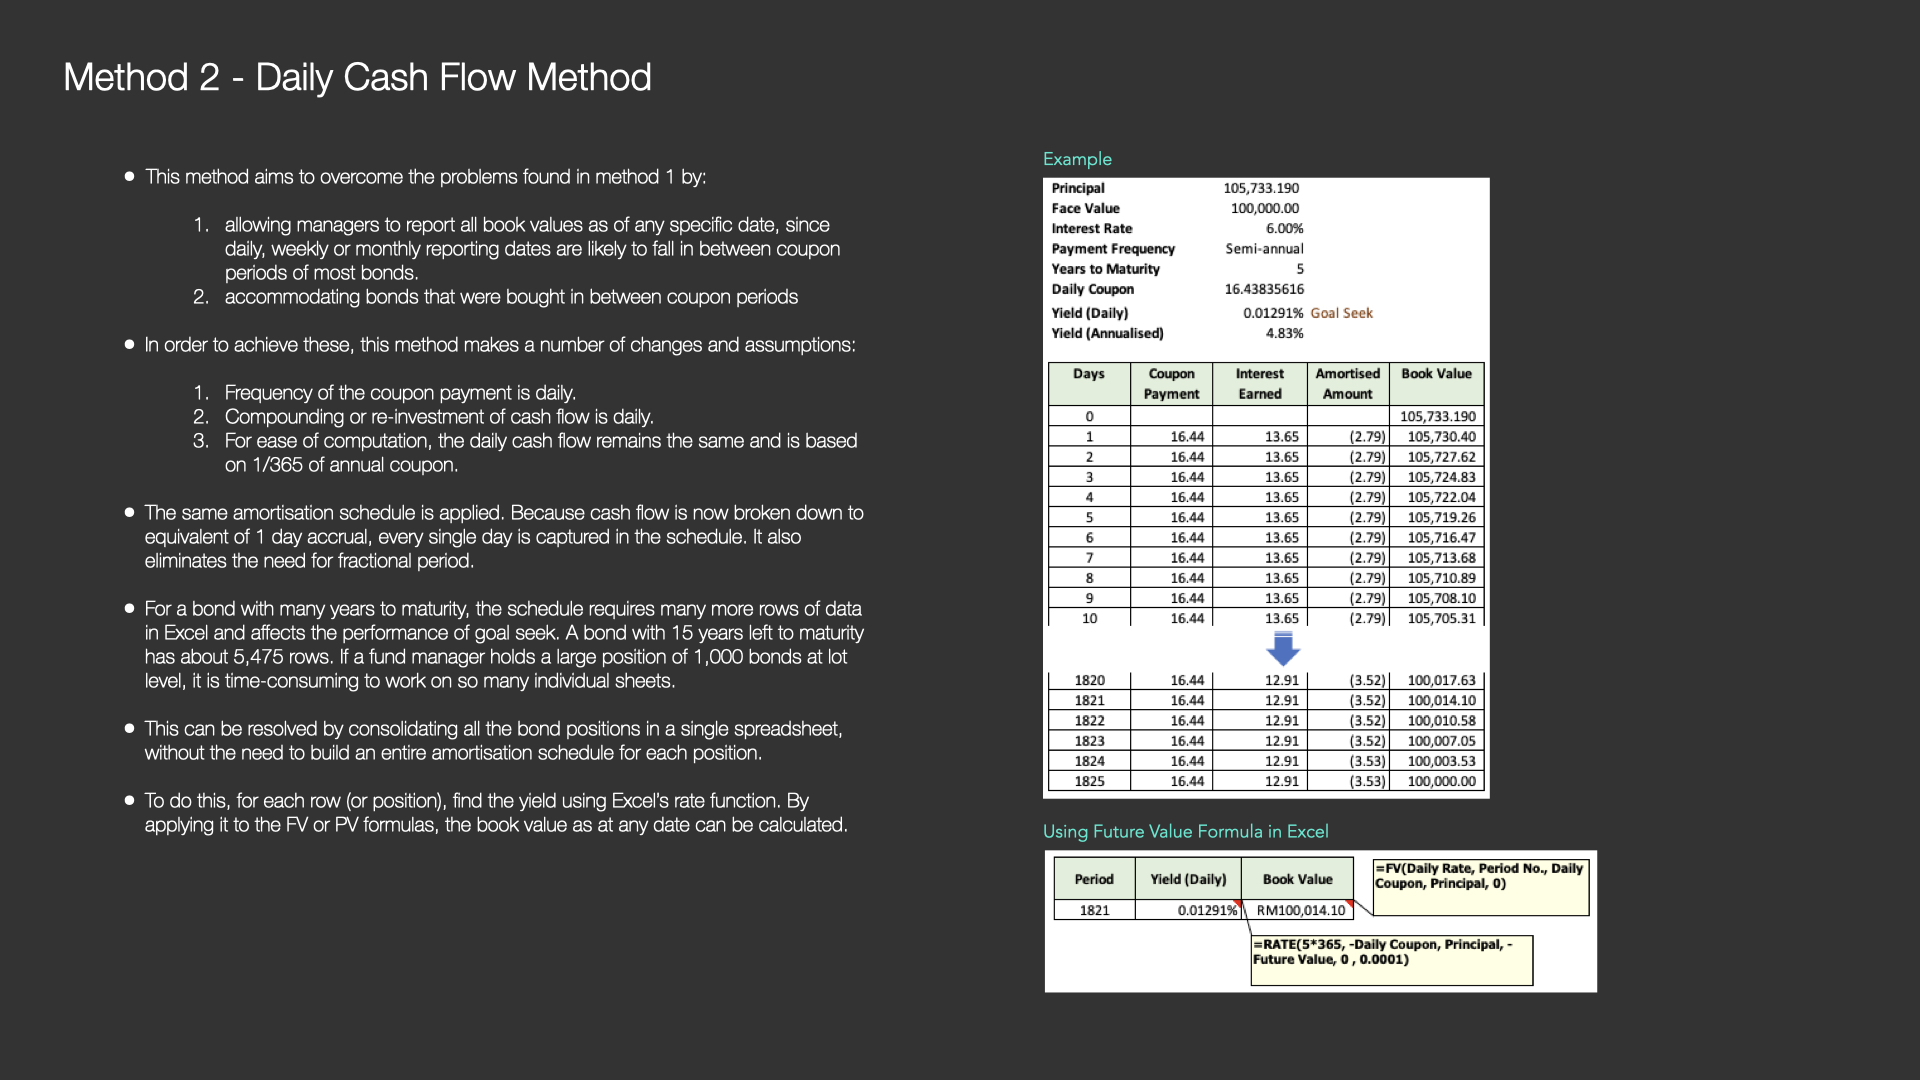 Method 2 - Daily Cash Flow Method
● This method aims to overcome the problems found in method 1 by:
1. allowing managers to report all book values as of any specific date, since
daily, weekly or monthly reporting dates are likely to fall in between coupon
periods of most bonds.
2. accommodating bonds that were bought in between coupon periods
● In order to achieve these, this method makes a number of changes and assumptions:
1. Frequency of the coupon payment is daily.
2. Compounding or re-investment of cash flow is daily.
3. For ease of computation, the daily cash flow remains the same and is based
on 1/365 of annual coupon.
● The same amortisation schedule is applied. Because cash flow is now broken down to
equivalent of 1 day accrual, every single day is captured in the schedule. It also
eliminates the need for fractional period.
● For a bond with many years to maturity, the schedule requires many more rows of data
in Excel and affects the performance of goal seek. A bond with 15 years left to maturity
has about 5,475 rows. If a fund manager holds a large position of 1,000 bonds at lot
level, it is time-consuming to work on so many individual sheets.
● This can be resolved by consolidating all the bond positions in a single spreadsheet,
without the need to build an entire amortisation schedule for each position.
● To do this, for each row (or position), find the yield using Excel's rate function. By
applying it to the FV or PV formulas, the book value as at any date can be calculated.
Example
Principal 105,733.190
Face Value 100,000.00
Interest Rate 6.00%
Payment Frequency Semi-annual
Years to Maturity 5
Daily Coupon 16.43835616
Yield (Daily) 0.01291% Goal Seek
Yield (Annualised) 4.83%
Days Coupon Interest Amortised Book Value
Payment Earned Amount
0 105,733.190
1 16.44 13.65 (2.79) 105,730.40
2 16.44 13.65 (2.79) 105,727.62
3 16.44 13.65 (2.79) 105,724.83
4 16.44 13.65 (2.79) 105,722.04
5 16.44 13.65 (2.79) 105,719.26
6 16.44 13.65 (2.79) 105,716.47
7 16.44 13.65 (2.79) 105,713.68
8 16.44 13.65 (2.79) 105,710.89
9 16.44 13.65 (2.79) 105,708.10
10 16.44 13.65 (2.79) 105,705.31
1820 16.44 12.91 (3.52) 100,017.63
1821 16.44 12.91 (3.52) 100,014.10
1822 16.44 12.91 (3.52) 100,010.58
1823 16.44 12.91 (3.52) 100,007.05
1824 16.44 12.91 (3.53) 100,003.53
1825 16.44 12.91 (3.53) 100,000.00
Using Future Value Formula in Excel
Period Yield (Daily) Book Value
1821 0.01291% RM100,014.10
=FV(Daily Rate, Period No., Daily
Coupon, Principal, 0)
=RATE(5*365, -Daily Coupon, Principal, -
Future Value, 0 , 0.0001)